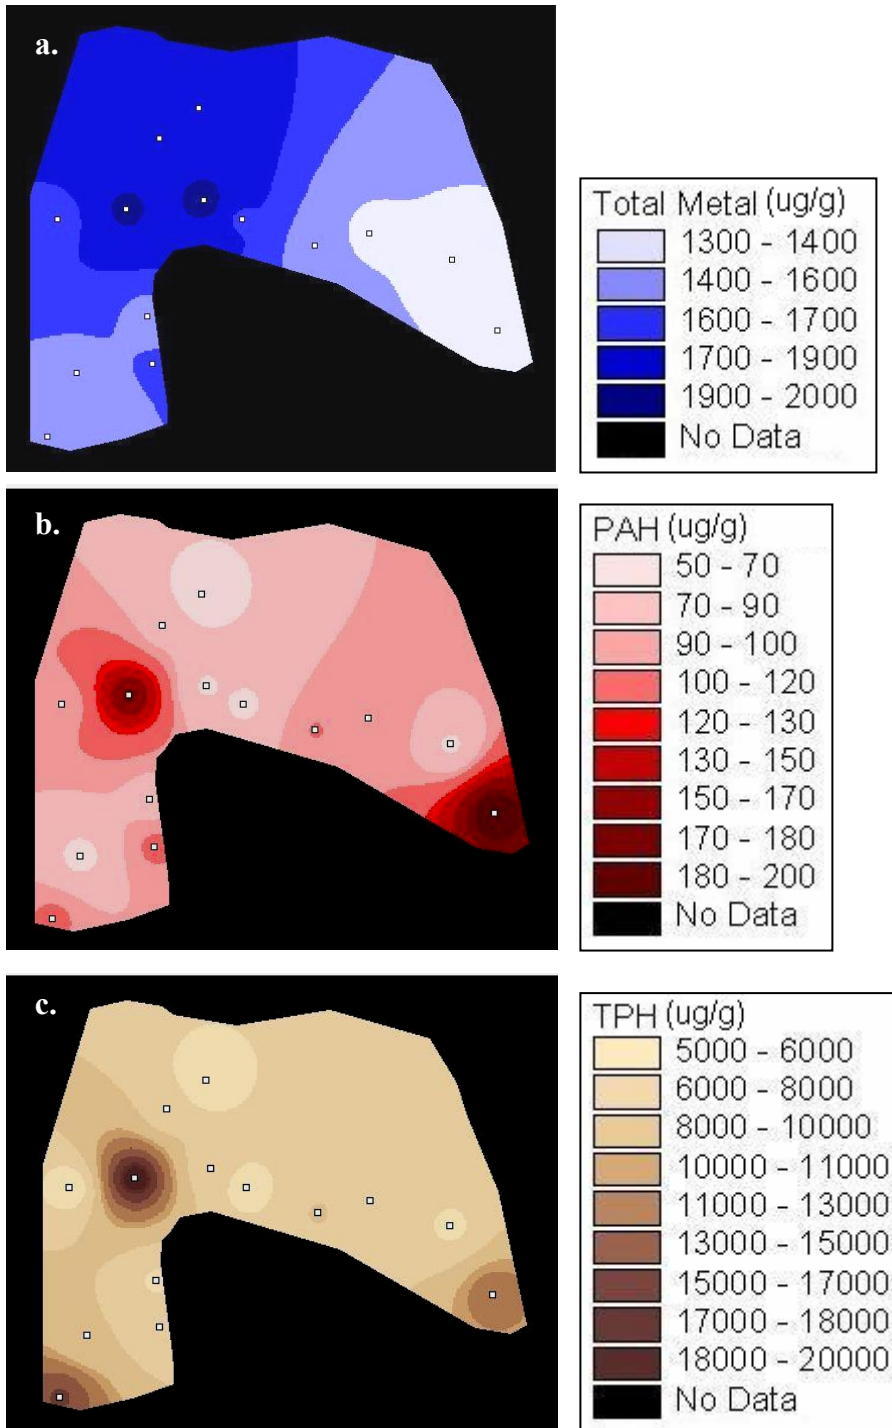 a.
Total Metal (ug/g)
1300 - 1400
1400 - 1600
1600 - 1700
1700 - 1900
1900 - 2000
No Data
b.
PAH (ug/g)
50 - 70
70 - 90
90 - 100
100 - 120
120 - 130
130 - 150
150 - 170
170 - 180
180 - 200
No Data
c.
TPH (ug/g)
5000 - 6000
6000 - 8000
8000 - 10000
10000 - 11000
11000 - 13000
13000 - 15000
15000 - 17000
17000 - 18000
18000 - 20000
No Data